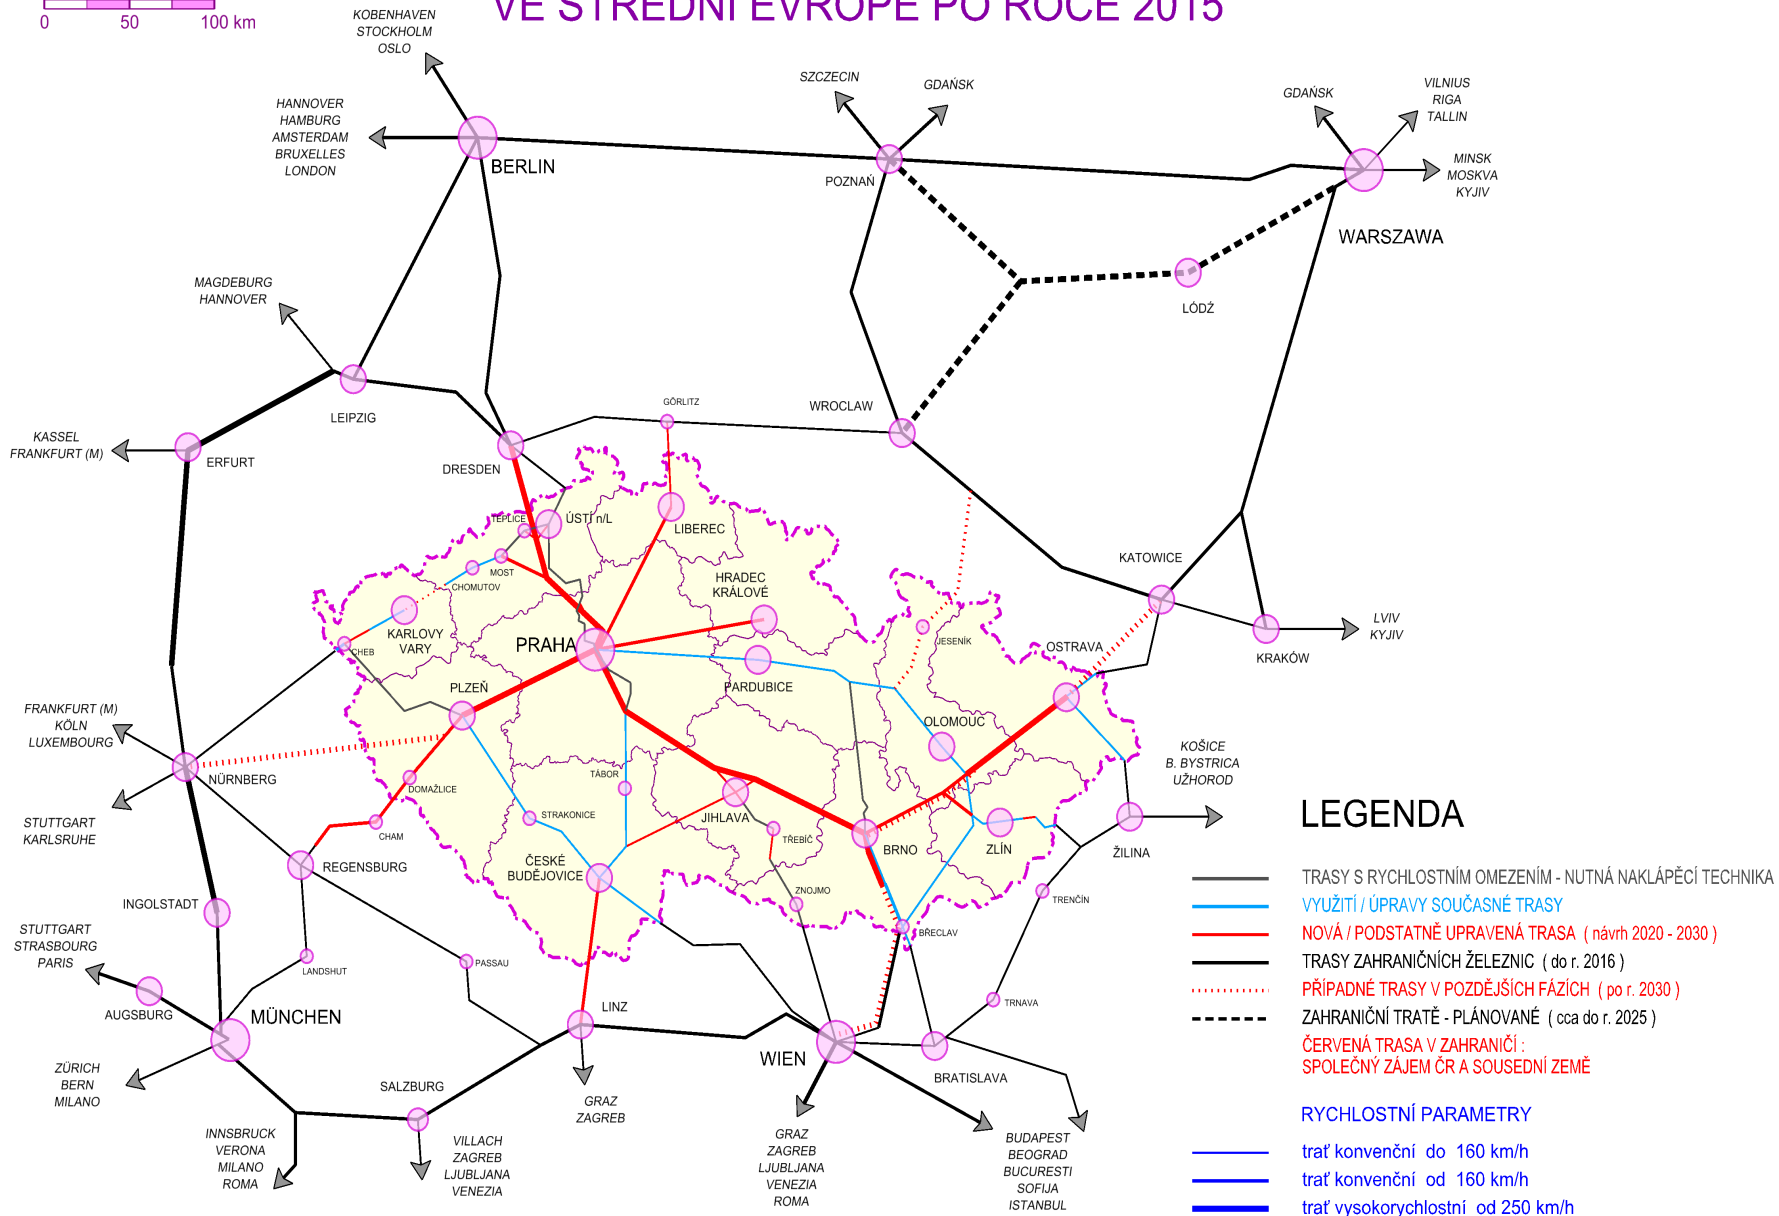 VE STŘEDNÍ EVROPĚ PO ROCE 2015
0 50 100 km
KOBENHAVEN
STOCKHOLM
OSLO
HANNOVER
HAMBURG
AMSTERDAM
BRUXELLES
LONDON
BERLIN
SZCZECIN
GDAŃSK
POZNAŃ
GDAŃSK
VILNIUS
RIGA
TALLIN
MINSK
MOSKVA
KYJIV
WARSZAWA
LÓDŹ
MAGDEBURG
HANNOVER
LEIPZIG
KASSEL
FRANKFURT (M)
ERFURT
DRESDEN
GÖRLITZ
WROCLAW
KATOWICE
KRAKÓW
LVIV
KYJIV
TEPLICE
ÚSTÍ n/L
LIBEREC
MOST
CHOMUTOV
KARLOVY
VARY
CHEB
HRADEC
KRÁLOVÉ
PRAHA
PARDUBICE
JESENÍK
OSTRAVA
PLZEŇ
OLOMOUC
FRANKFURT (M)
KÖLN
LUXEMBOURG
NÜRNBERG
STUTTGART
KARLSRUHE
DOMAŽLICE
CHAM
REGENSBURG
TÁBOR
STRAKONICE
ČESKÉ
BUDĚJOVICE
JIHLAVA
TŘEBÍČ
ZNOJMO
BRNO
ZLÍN
BŘECLAV
KOŠICE
B. BYSTRICA
UŽHOROD
ŽILINA
TRENČÍN
TRNAVA
INGOLSTADT
LANDSHUT
PASSAU
STUTTGART
STRASBOURG
PARIS
AUGSBURG
MÜNCHEN
ZÜRICH
BERN
MILANO
INNSBRUCK
VERONA
MILANO
ROMA
SALZBURG
VILLACH
ZAGREB
LJUBLJANA
VENEZIA
LINZ
GRAZ
ZAGREB
WIEN
GRAZ
ZAGREB
LJUBLJANA
VENEZIA
ROMA
BRATISLAVA
BUDAPEST
BEOGRAD
BUCURESTI
SOFIJA
ISTANBUL
LEGENDA
TRASY S RYCHLOSTNÍM OMEZENÍM - NUTNÁ NAKLÁPĚCÍ TECHNIKA
VYUŽITÍ / ÚPRAVY SOUČASNÉ TRASY
NOVÁ / PODSTATNĚ UPRAVENÁ TRASA ( návrh 2020 - 2030 )
TRASY ZAHRANIČNÍCH ŽELEZNIC ( do r. 2016 )
PŘÍPADNÉ TRASY V POZDĚJŠÍCH FÁZÍCH ( po r. 2030 )
ZAHRANIČNÍ TRATĚ - PLÁNOVANÉ ( cca do r. 2025 )
ČERVENÁ TRASA V ZAHRANIČÍ :
SPOLEČNÝ ZÁJEM ČR A SOUSEDNÍ ZEMĚ
RYCHLOSTNÍ PARAMETRY
trať konvenční do 160 km/h
trať konvenční od 160 km/h
trať vysokorychlostní od 250 km/h